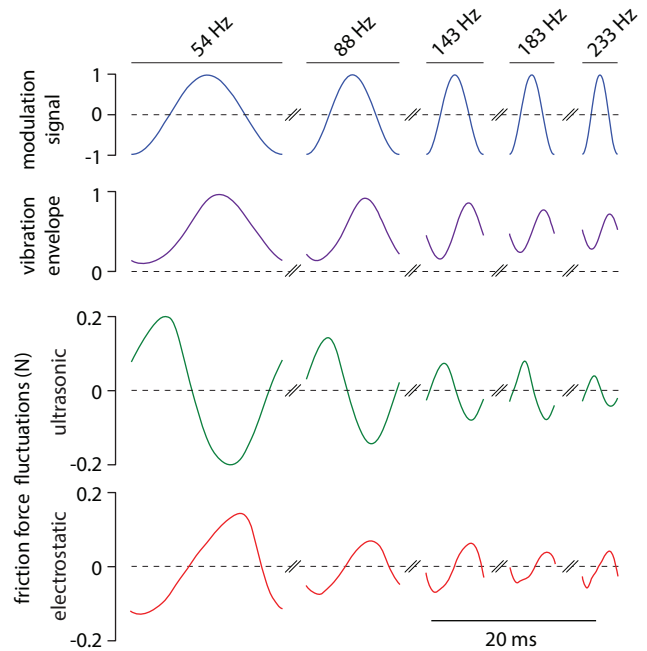 54 Hz
88 Hz
143 Hz
183 Hz
233 Hz
modulation
signal
1
0
-1
vibration
envelope
1
0
friction force fluctuations (N)
ultrasonic
0.2
0
-0.2
electrostatic
0.2
0
-0.2
20 ms